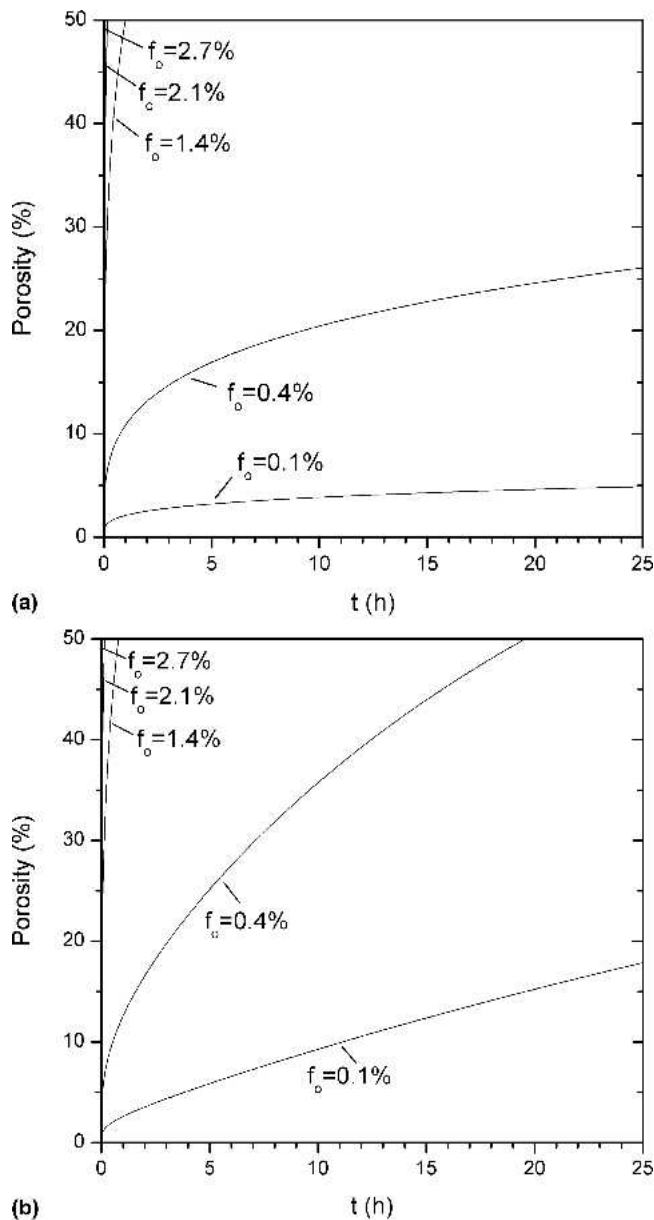 50
f₀=2.7%
f₀=2.1%
40
f₀=1.4%
30
Porosity (%)
20
f₀=0.4%
10
f₀=0.1%
0
0 5 10 15 20 25
(a) t (h)
50
f₀=2.7%
f₀=2.1%
f₀=1.4%
40
30
Porosity (%)
f₀=0.4%
20
10
f₀=0.1%
0
0 5 10 15 20 25
(b) t (h)